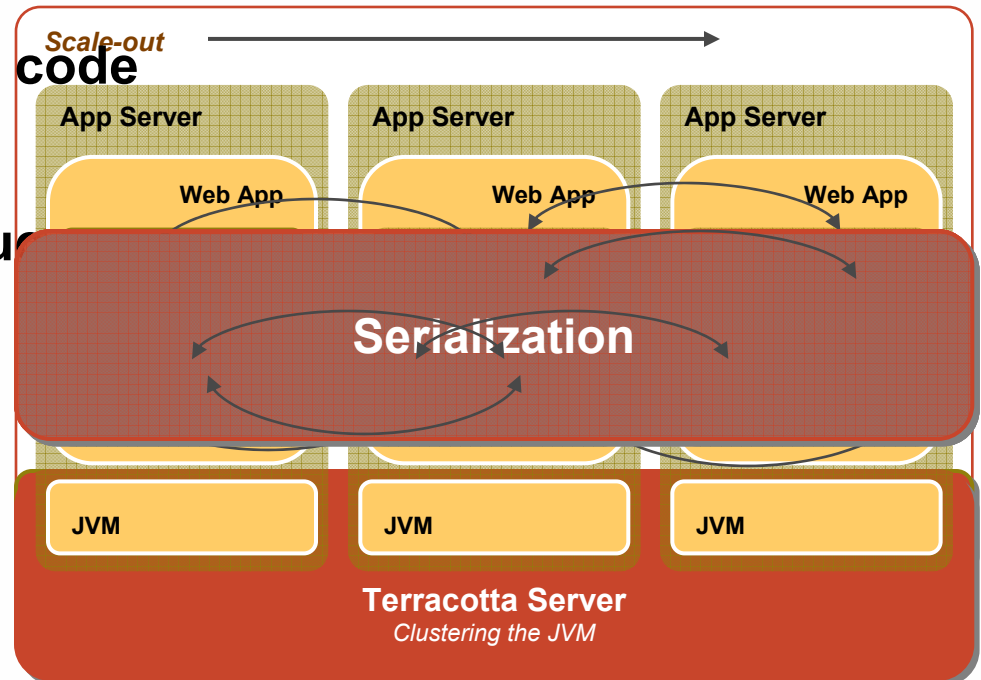 Scale-out
code
App Server
App Server
App Server
Web App
Web App
Web App
Serialization
JVM
JVM
JVM
Terracotta Server
Clustering the JVM